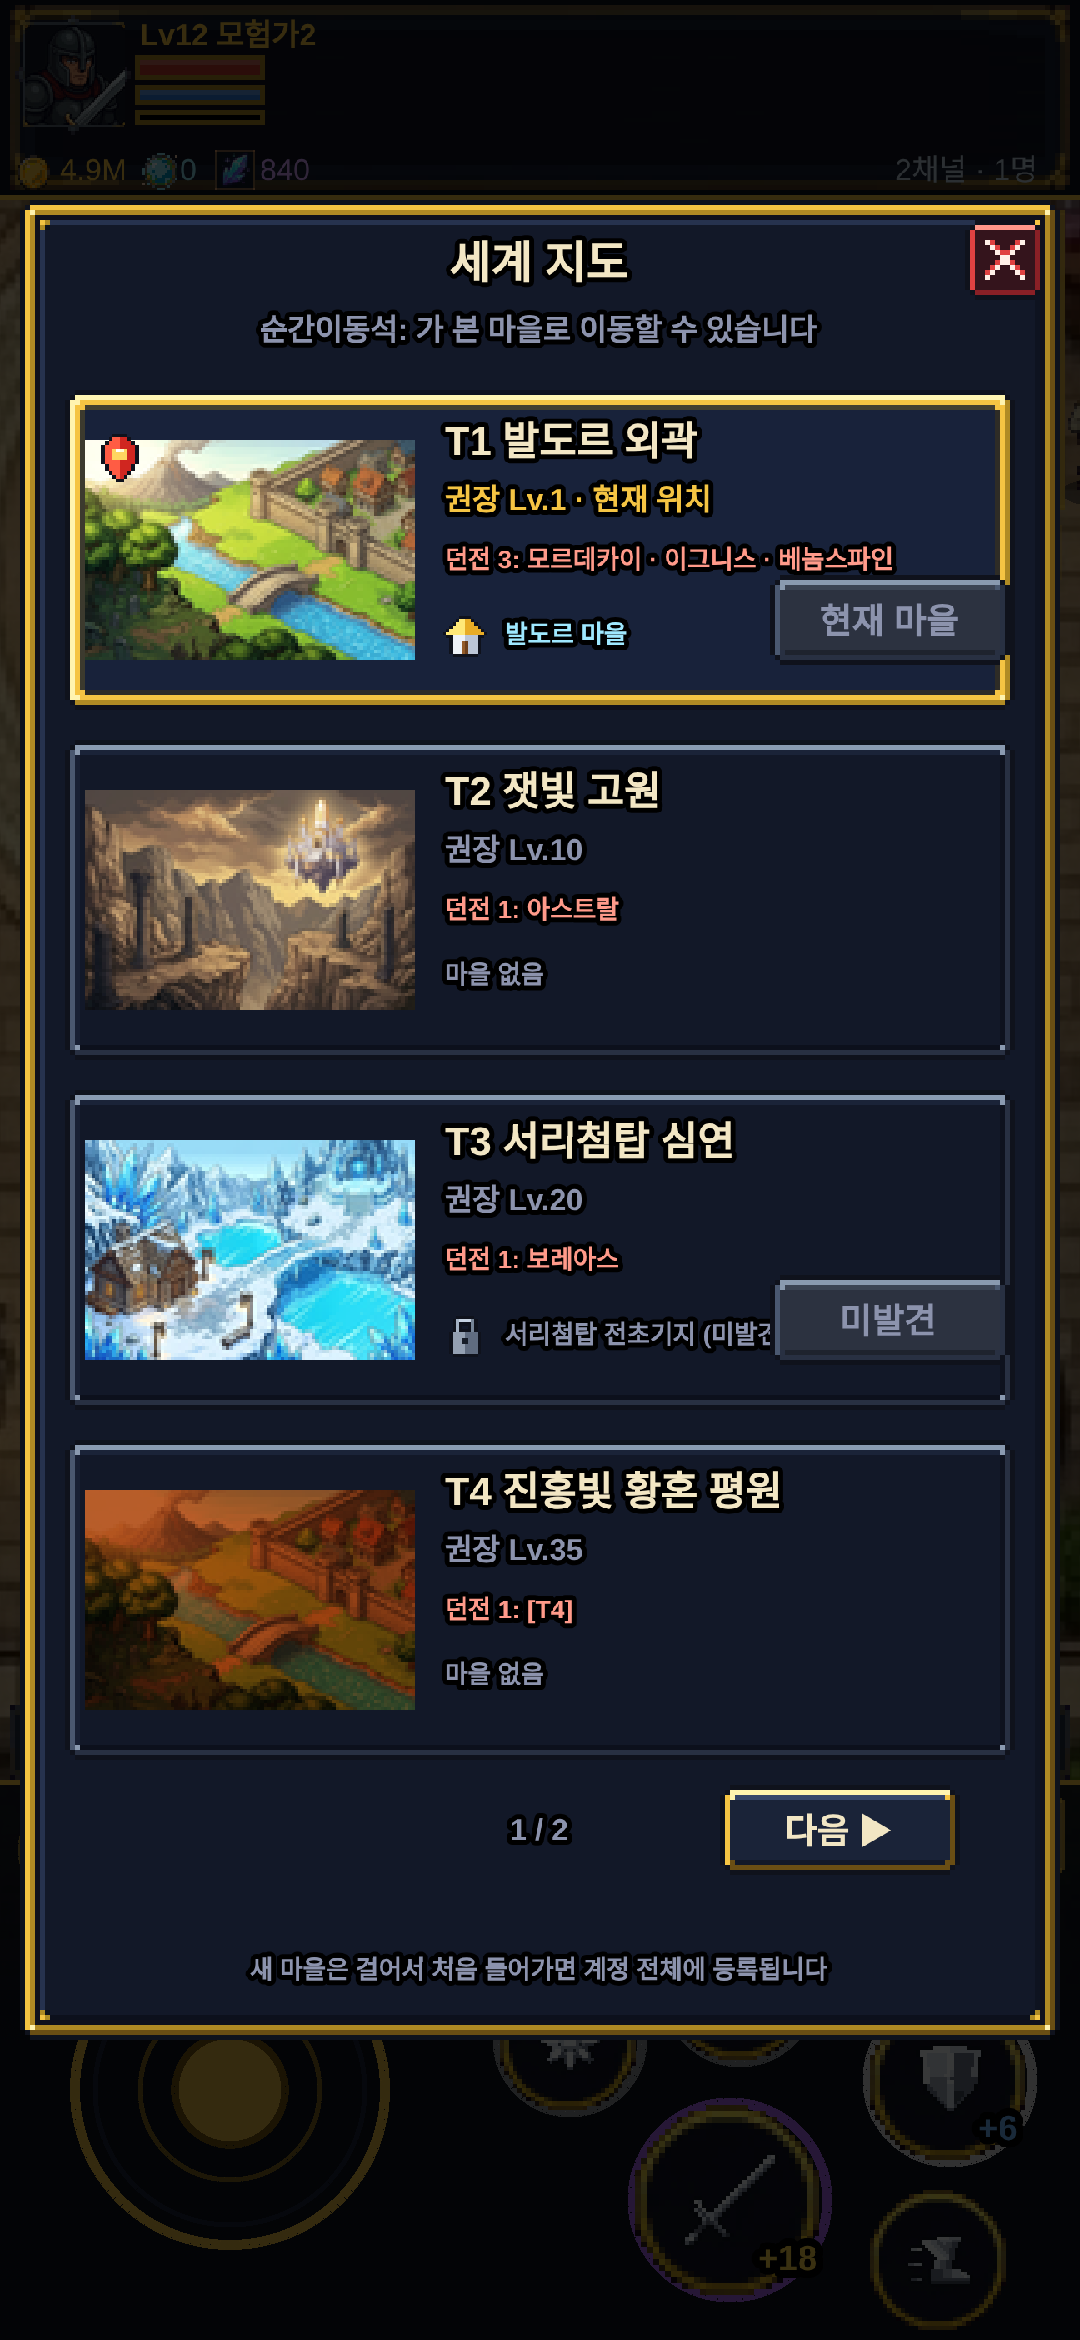 Lv12 모험가2
4.9M 0 840
2채널 · 1명
세계 지도
순간이동석: 가 본 마을로 이동할 수 있습니다
T1 발도르 외곽
권장 Lv.1 · 현재 위치
던전 3: 모르데카이 · 이그니스 · 베놈스파인
발도르 마을
현재 마을
T2 잿빛 고원
권장 Lv.10
던전 1: 아스트랄
마을 없음
T3 서리첨탑 심연
권장 Lv.20
던전 1: 보레아스
서리첨탑 전초기지 (미발견
미발견
T4 진홍빛 황혼 평원
권장 Lv.35
던전 1: [T4]
마을 없음
1 / 2
다음 ▶
새 마을은 걸어서 처음 들어가면 계정 전체에 등록됩니다
+6
+18